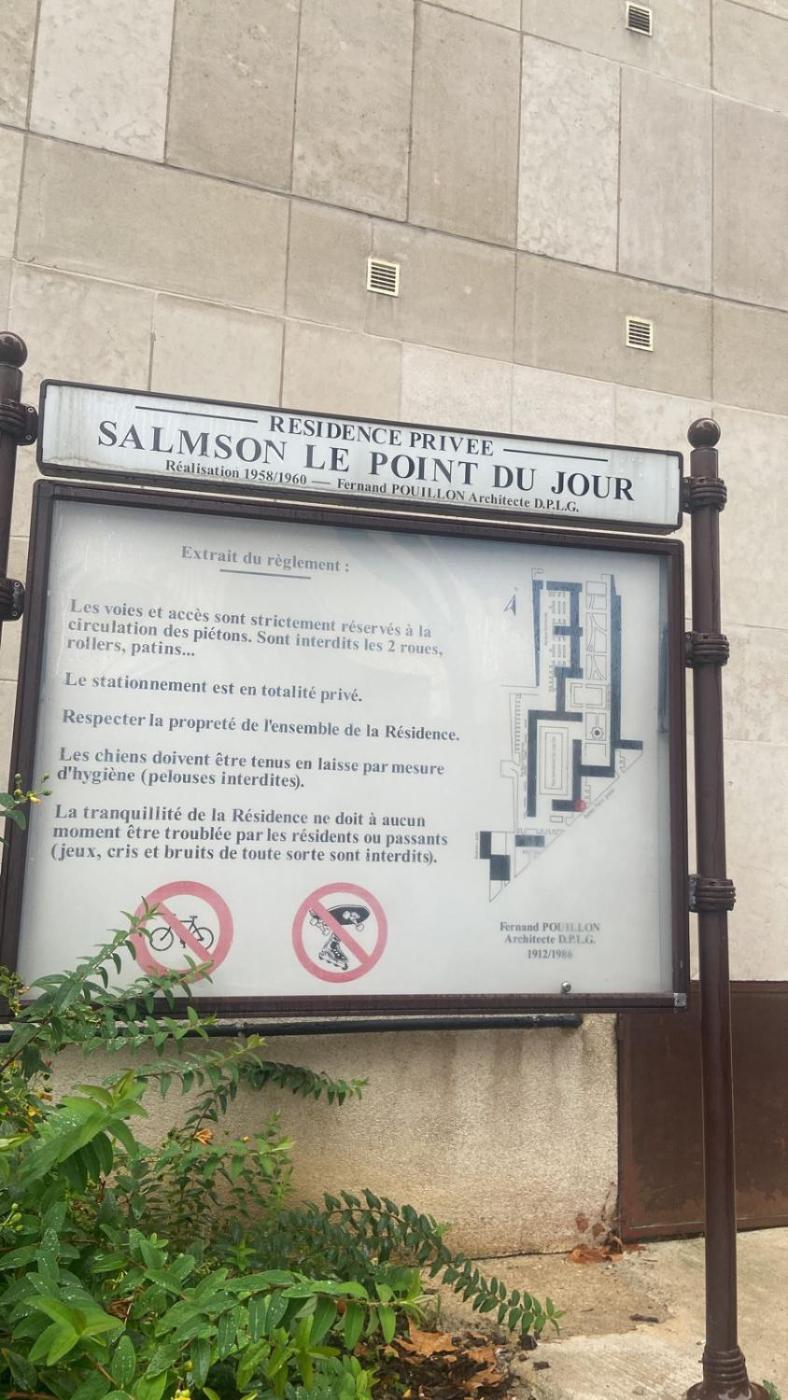 RESIDENCE PRIVEE
SALMSON LE POINT DU JOUR
Réalisation 1958/1960 — Fernand POUILLON Architecte D.P.L.G.
Extrait du règlement :
Les voies et accès sont strictement réservés à la
circulation des piétons. Sont interdits les 2 roues,
rollers, patins...
Le stationnement est en totalité privé.
Respecter la propreté de l'ensemble de la Résidence.
Les chiens doivent être tenus en laisse par mesure
d'hygiène (pelouses interdites).
La tranquillité de la Résidence ne doit à aucun
moment être troublée par les résidents ou passants
(jeux, cris et bruits de toute sorte sont interdits).
Fernand POUILLON
Architecte D.P.L.G.
1912/1986